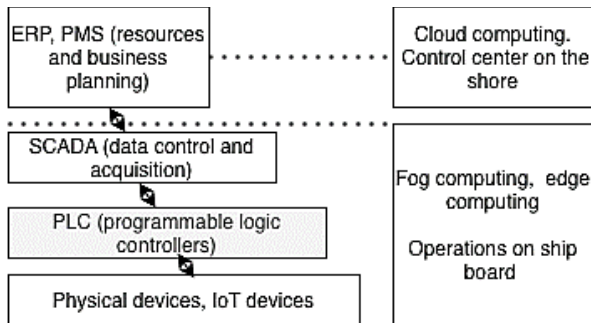 ERP, PMS (resources
and business
planning)
Cloud computing.
Control center on the
shore
SCADA (data control and
acquisition)
PLC (programmable logic
controllers)
Physical devices, IoT devices
Fog computing, edge
computing
Operations on ship
board